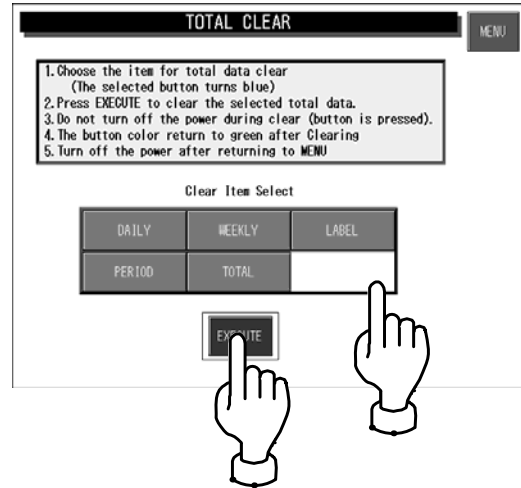 TOTAL CLEAR
MENU
1. Choose the item for total data clear
(The selected button turns blue)
2. Press EXECUTE to clear the selected total data.
3. Do not turn off the power during clear (button is pressed).
4. The button color return to green after Clearing
5. Turn off the power after returning to MENU
Clear Item Select
DAILY WEEKLY LABEL
PERIOD TOTAL
EXECUTE